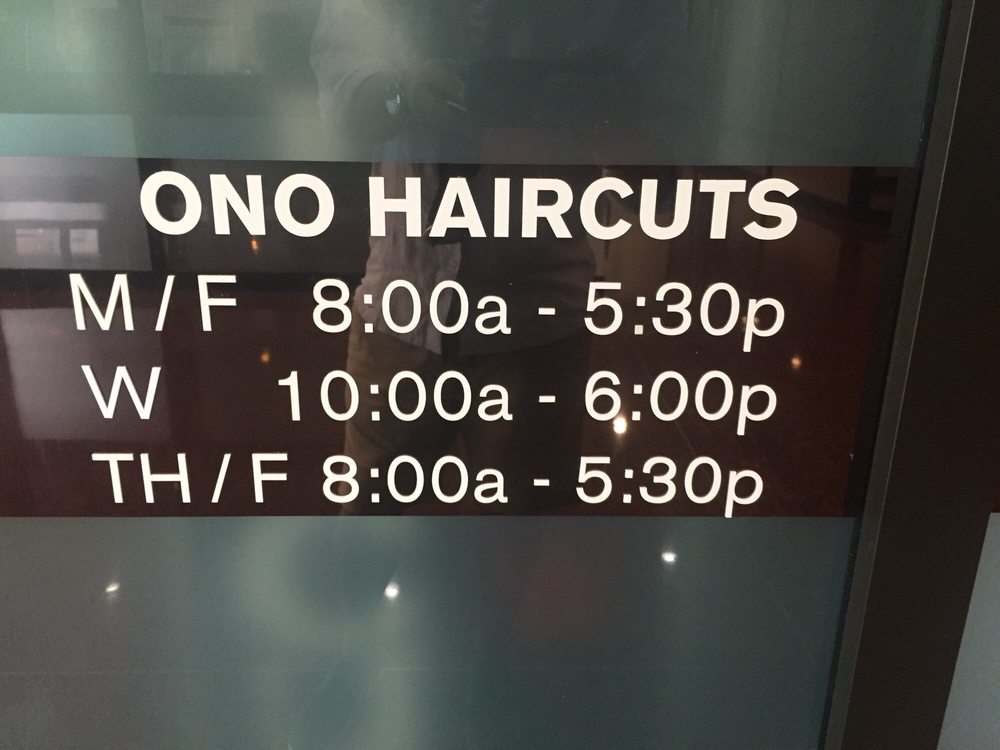 ONO HAIRCUTS
M / F 8:00a - 5:30p
W 10:00a - 6:00p
TH / F 8:00a - 5:30p